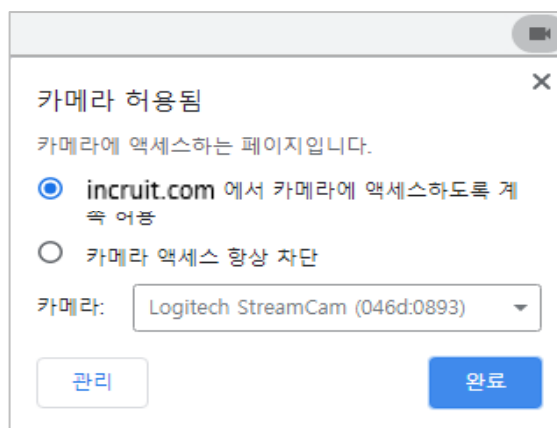 카메라 허용됨
카메라에 액세스하는 페이지입니다.
incruit.com 에서 카메라에 액세스하도록 계
속 허용
카메라 액세스 항상 차단
카메라: Logitech StreamCam (046d:0893)
관리 완료